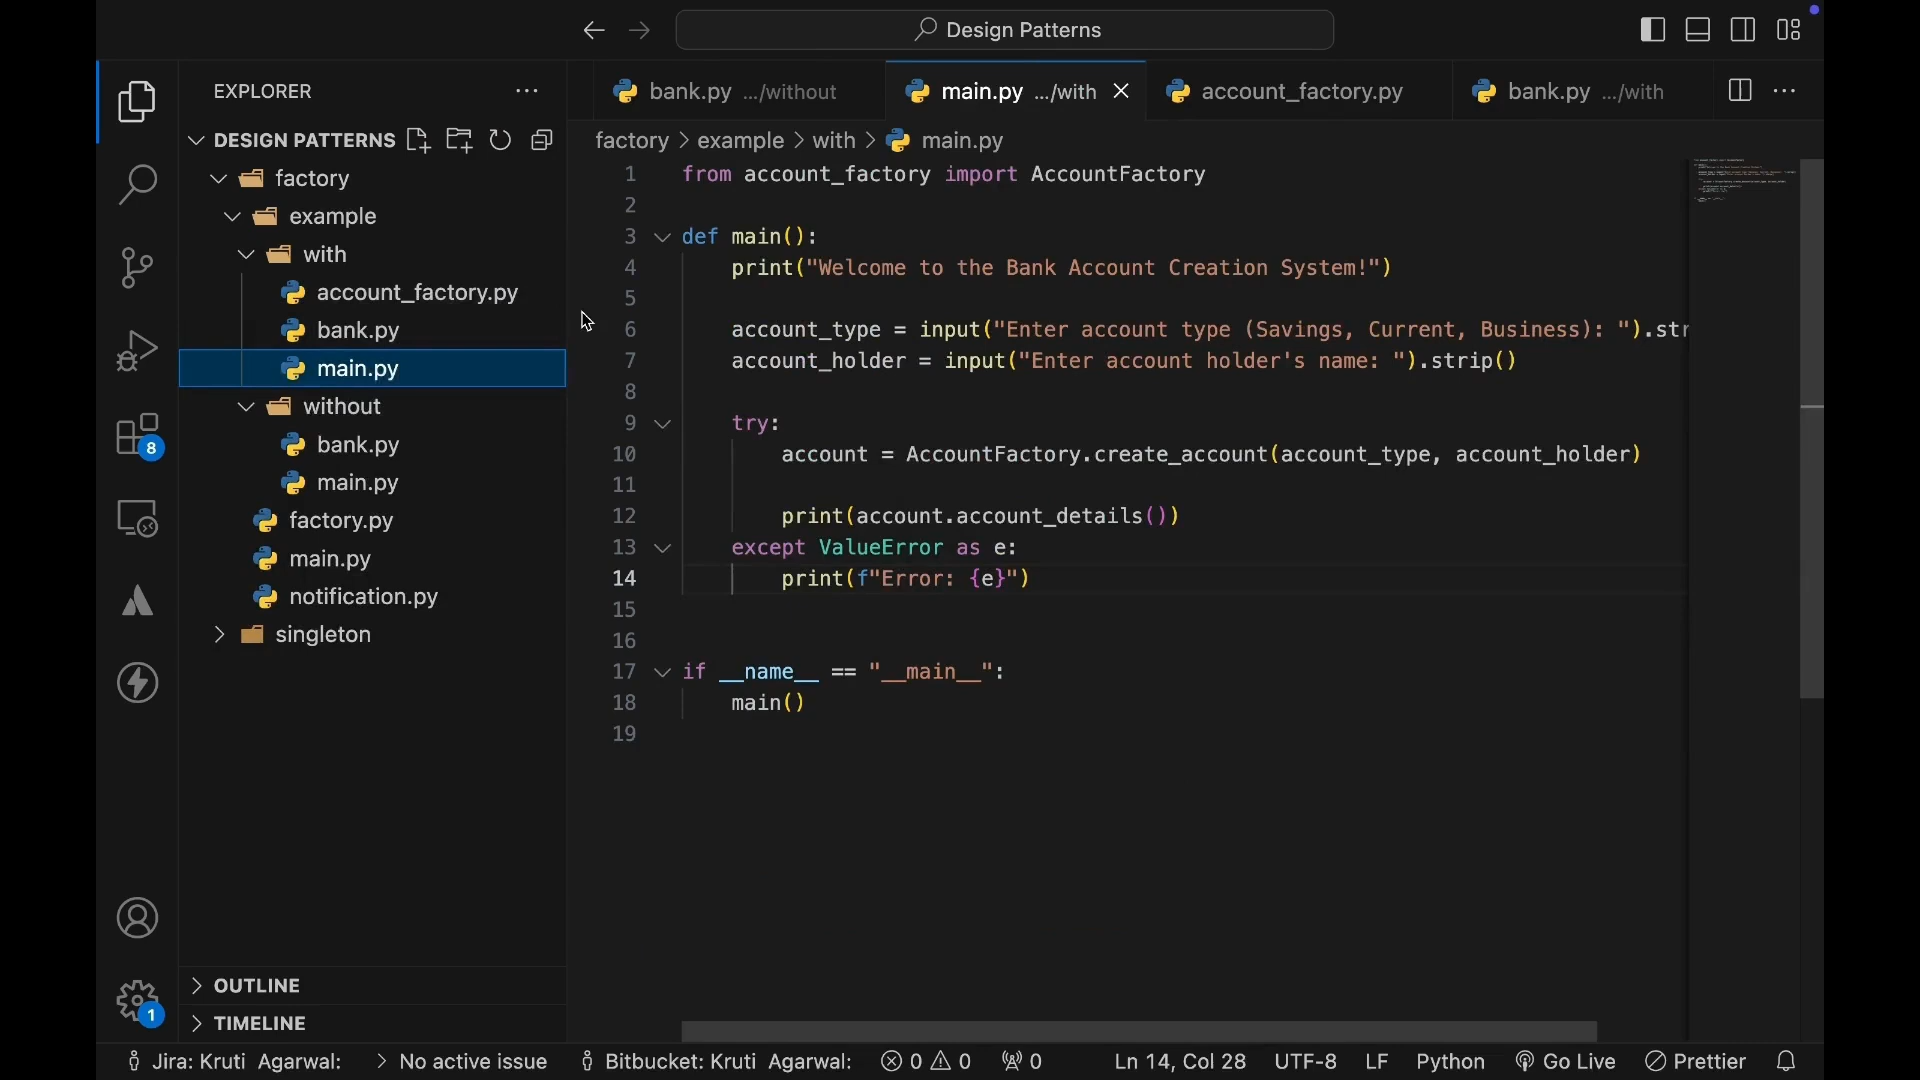 Design Patterns
EXPLORER
bank.py .../without
main.py .../with
account_factory.py
bank.py .../with
DESIGN PATTERNS
factory
example
with
account_factory.py
bank.py
main.py
without
bank.py
main.py
factory.py
main.py
notification.py
singleton
OUTLINE
TIMELINE
8
1
factory > example > with > main.py
1 from account_factory import AccountFactory
2
3 def main():
4 print("Welcome to the Bank Account Creation System!")
5
6 account_type = input("Enter account type (Savings, Current, Business): ").str
7 account_holder = input("Enter account holder's name: ").strip()
8
9 try:
10 account = AccountFactory.create_account(account_type, account_holder)
11
12 print(account.account_details())
13 except ValueError as e:
14 print(f"Error: {e}")
15
16
17 if __name__ == "__main__":
18 main()
19
Jira: Kruti Agarwal: > No active issue Bitbucket: Kruti Agarwal: 0 0 0 Ln 14, Col 28 UTF-8 LF Python Go Live Prettier